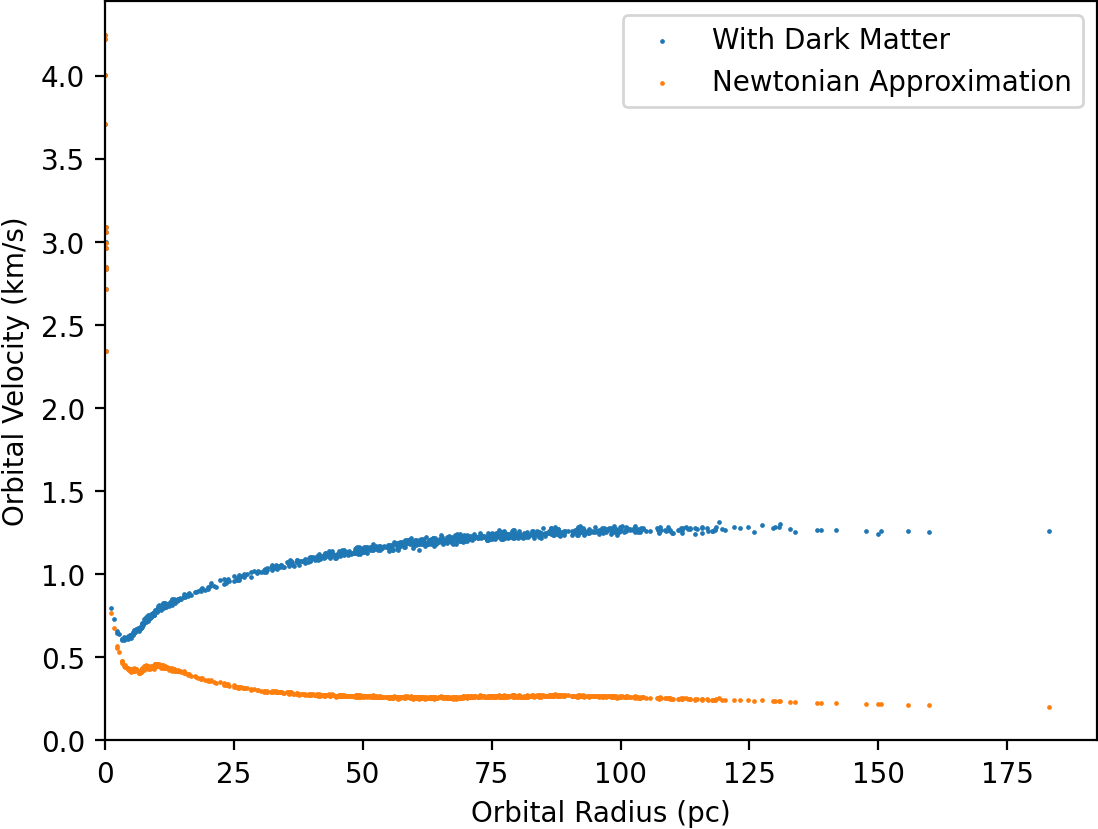 With Dark Matter
Newtonian Approximation
Orbital Velocity (km/s)
4.0
3.5
3.0
2.5
2.0
1.5
1.0
0.5
0.0
0 25 50 75 100 125 150 175
Orbital Radius (pc)